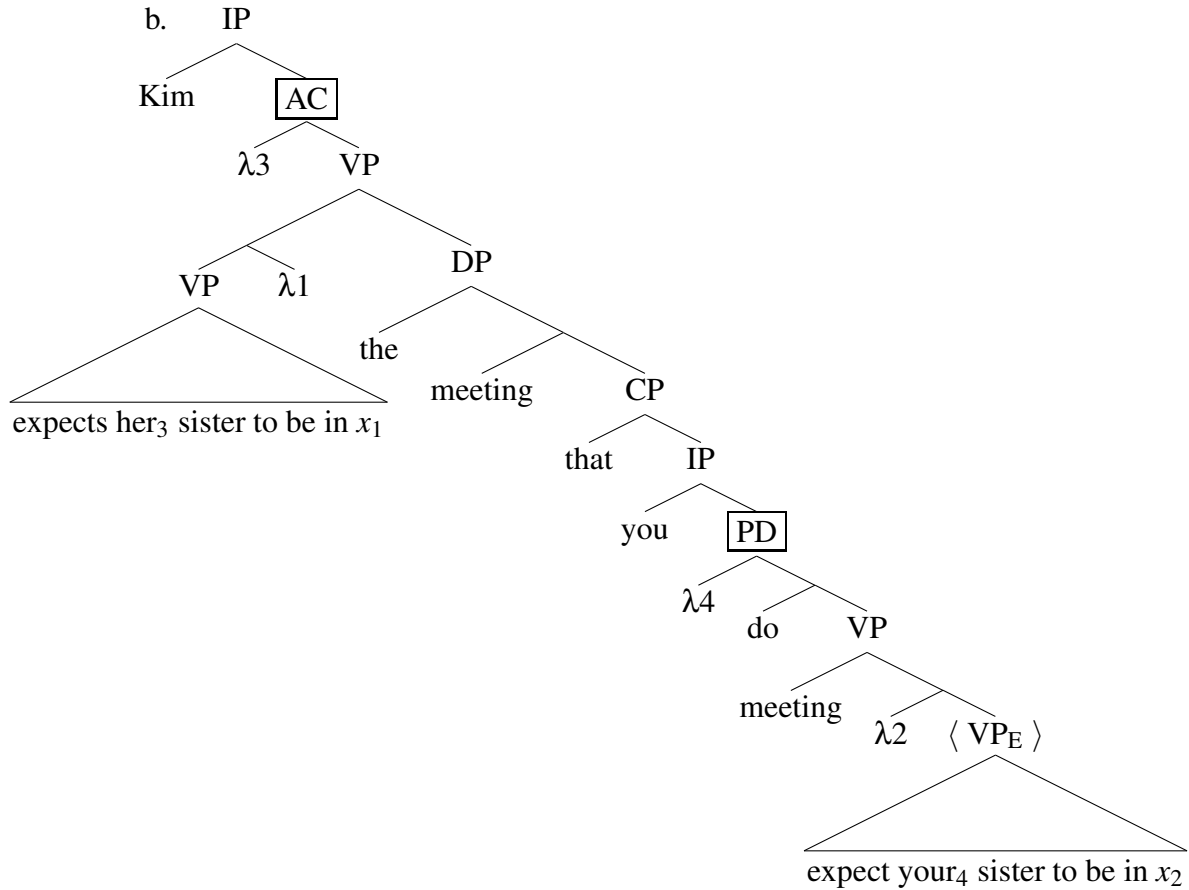 b. IP
Kim AC
λ3 VP
VP λ1 DP
the
meeting CP
expects her₃ sister to be in x₁
that IP
you PD
λ4
do VP
meeting
λ2 ⟨ VP_E ⟩
expect your₄ sister to be in x₂